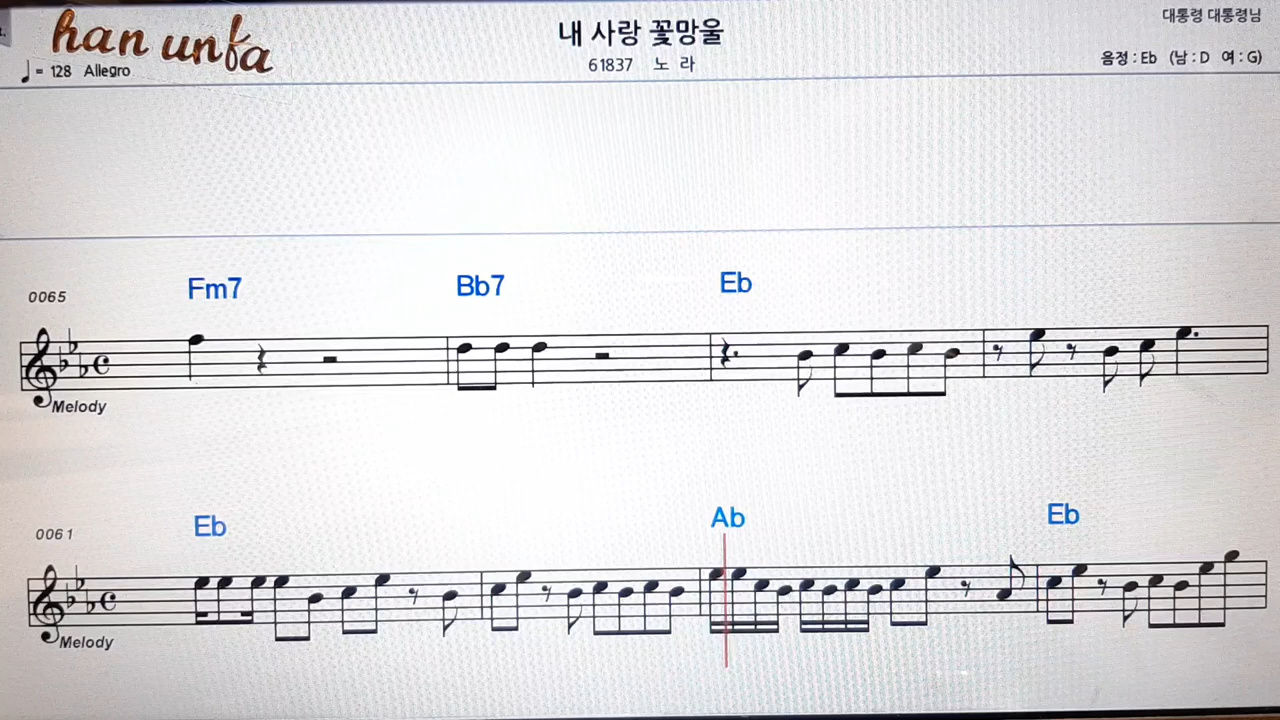 han unfa
♩ = 128 Allegro
내 사랑 꽃망울
61837 노 라
대통령 대통령님
음정 : Eb (남 : D 여 : G)
0065
Fm7 Bb7 Eb
Melody
0061
Eb Ab Eb
Melody